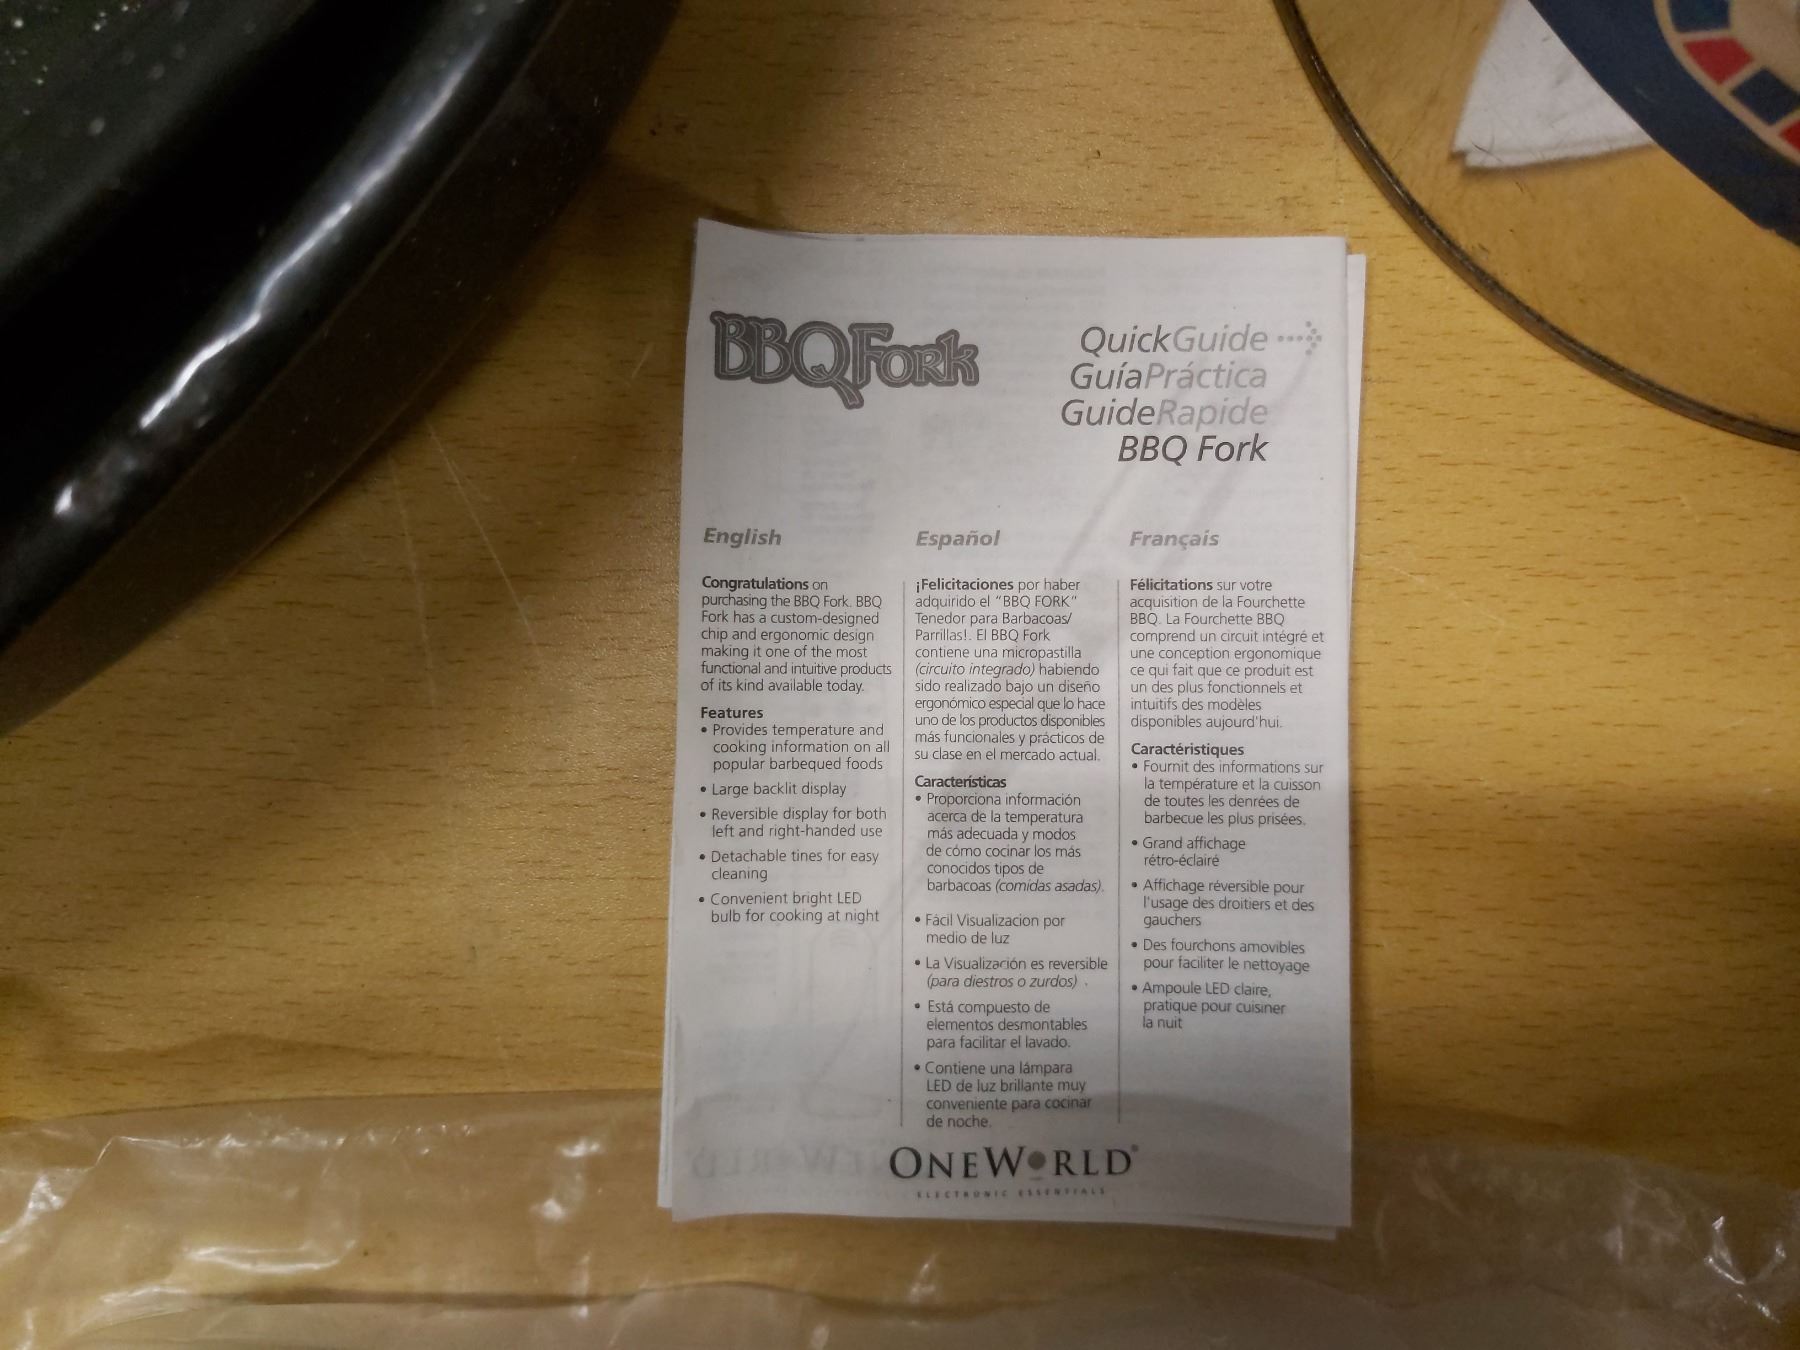 BBQFork
QuickGuide
GuíaPráctica
GuideRapide
BBQ Fork
English
Congratulations on
purchasing the BBQ Fork. BBQ
Fork has a custom-designed
chip and ergonomic design
making it one of the most
functional and intuitive products
of its kind available today.
Features
• Provides temperature and
cooking information on all
popular barbequed foods
• Large backlit display
• Reversible display for both
left and right-handed use
• Detachable tines for easy
cleaning
• Convenient bright LED
bulb for cooking at night
Español
¡Felicitaciones por haber
adquirido el "BBQ FORK"
Tenedor para Barbacoas/
Parrillas!. El BBQ Fork
contiene una micropastilla
(circuito integrado) habiendo
sido realizado bajo un diseño
ergonómico especial que lo hace
uno de los productos disponibles
más funcionales y prácticos de
su clase en el mercado actual.
Características
• Proporciona información
acerca de la temperatura
más adecuada y modos
de cómo cocinar los más
conocidos tipos de
barbacoas (comidas asadas).
• Fácil Visualizacion por
medio de luz
• La Visualización es reversible
(para diestros o zurdos) .
• Está compuesto de
elementos desmontables
para facilitar el lavado.
• Contiene una lámpara
LED de luz brillante muy
conveniente para cocinar
de noche.
Français
Félicitations sur votre
acquisition de la Fourchette
BBQ. La Fourchette BBQ
comprend un circuit intégré et
une conception ergonomique
ce qui fait que ce produit est
un des plus fonctionnels et
intuitifs des modèles
disponibles aujourd'hui.
Caractéristiques
• Fournit des informations sur
la température et la cuisson
de toutes les denrées de
barbecue les plus prisées.
• Grand affichage
rétro-éclairé
• Affichage réversible pour
l'usage des droitiers et des
gauchers
• Des fourchons amovibles
pour faciliter le nettoyage
• Ampoule LED claire,
pratique pour cuisiner
la nuit
ONEWORLD®
ELECTRONIC ESSENTIALS